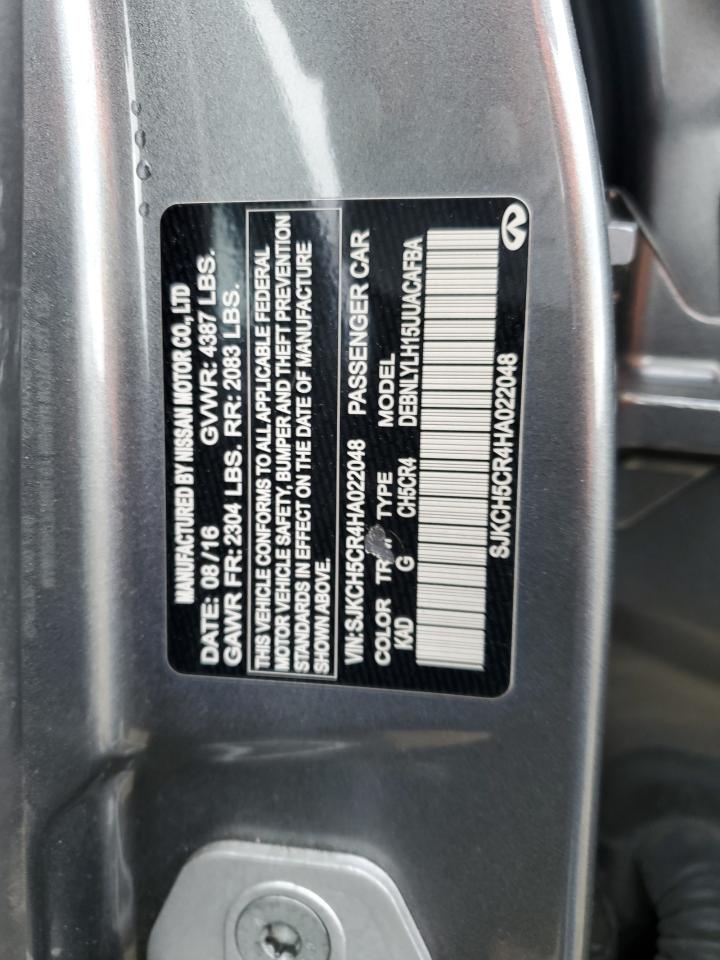 MANUFACTURED BY NISSAN MOTOR CO., LTD
DATE: 08 /16 GVWR: 4387 LBS.
GAWR FR: 2304 LBS. RR: 2083 LBS.
THIS VEHICLE CONFORMS TO ALL APPLICABLE FEDERAL
MOTOR VEHICLE SAFETY, BUMPER AND THEFT PREVENTION
STANDARDS IN EFFECT ON THE DATE OF MANUFACTURE
SHOWN ABOVE.
VIN:SJKCH5CR4HA022048 PASSENGER CAR
COLOR TYPE MODEL
KAD G CH5CR4 DEBNLYLH15UUACAFBA
SJKCH5CR4HA022048